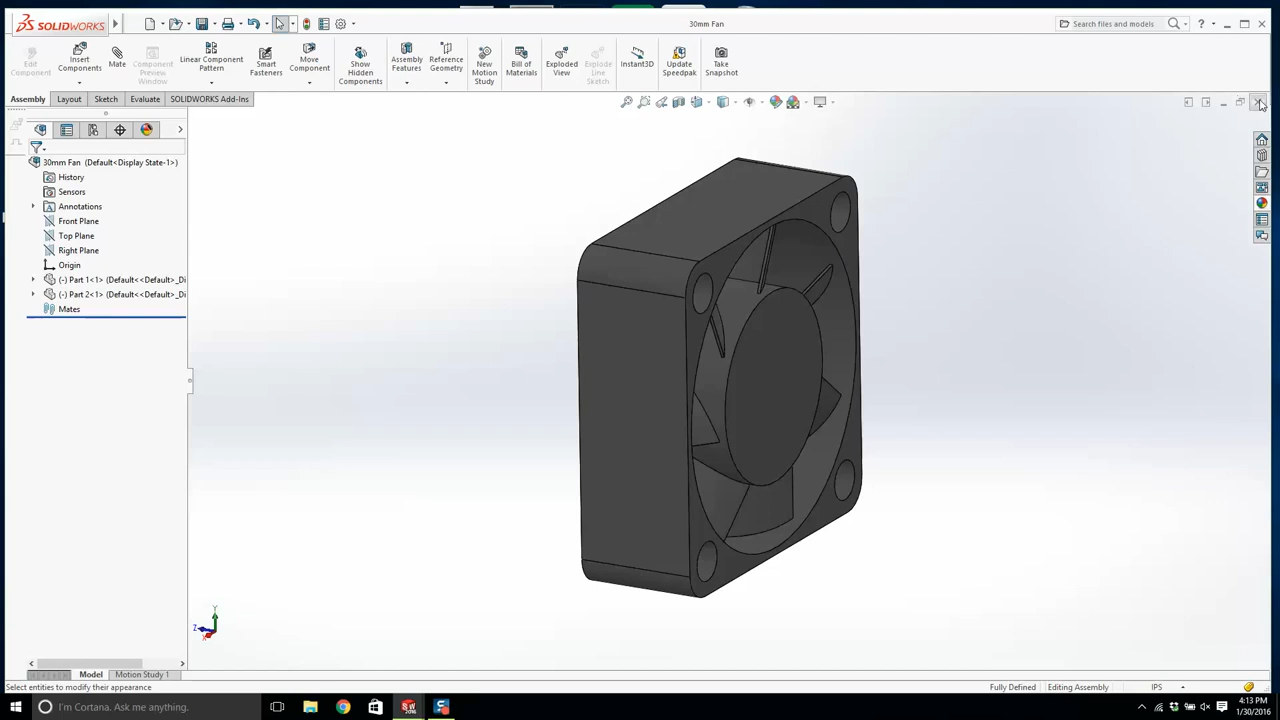 SOLIDWORKS
30mm Fan
Search files and models
Edit Component
Insert Components
Mate
Component Preview Window
Linear Component Pattern
Smart Fasteners
Move Component
Show Hidden Components
Assembly Features
Reference Geometry
New Motion Study
Bill of Materials
Exploded View
Explode Line Sketch
Instant3D
Update Speedpak
Take Snapshot
Assembly
Layout
Sketch
Evaluate
SOLIDWORKS Add-Ins
30mm Fan (Default<Display State-1>)
History
Sensors
Annotations
Front Plane
Top Plane
Right Plane
Origin
(-) Part 1<1> (Default<<Default>_Di
(-) Part 2<1> (Default<<Default>_Di
Mates
Y
Z
X
Model
Motion Study 1
Select entities to modify their appearance
Fully Defined
Editing Assembly
IPS
I'm Cortana. Ask me anything.
4:13 PM
1/30/2016